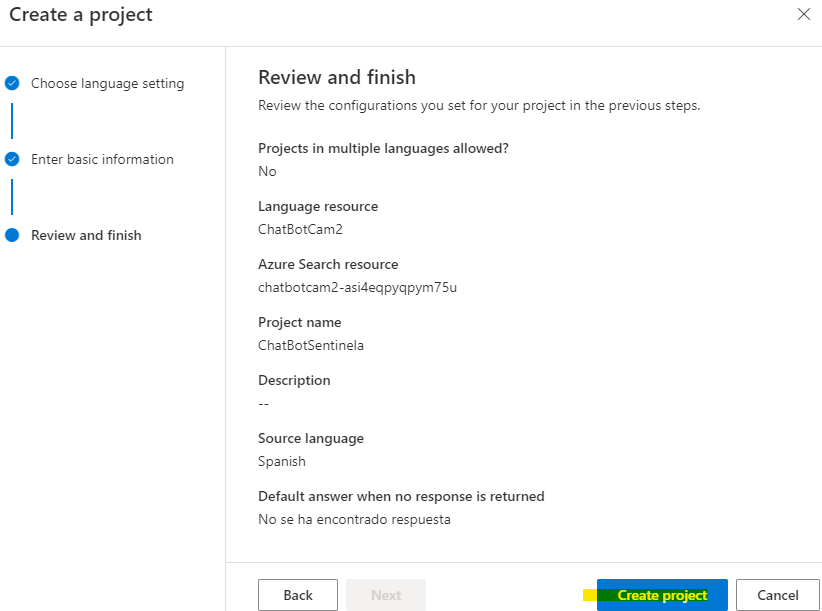 Create a project
Choose language setting
Enter basic information
Review and finish
Review and finish
Review the configurations you set for your project in the previous steps.
Projects in multiple languages allowed?
No
Language resource
ChatBotCam2
Azure Search resource
chatbotcam2-asi4eqpyqpym75u
Project name
ChatBotSentinela
Description
--
Source language
Spanish
Default answer when no response is returned
No se ha encontrado respuesta
Back
Next
Create project
Cancel